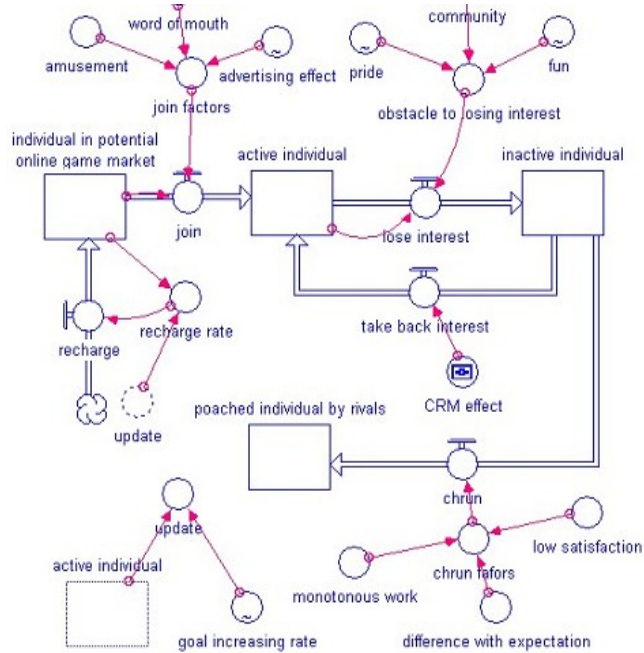 word of mouth
community
amusement
advertising effect
pride
fun
join factors
obstacle to losing interest
individual in potential
online game market
active individual
inactive individual
join
lose interest
recharge rate
take back interest
recharge
update
CRM effect
poached individual by rivals
chrun
update
low satisfaction
active individual
chrun fafors
monotonous work
goal increasing rate
difference with expectation